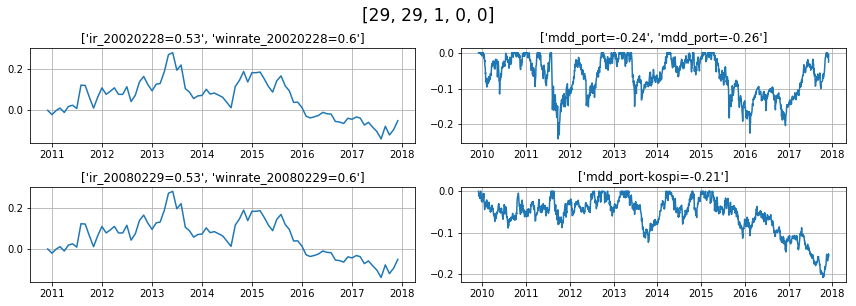 [29, 29, 1, 0, 0]
['ir_20020228=0.53', 'winrate_20020228=0.6']
0.2
0.0
2011 2012 2013 2014 2015 2016 2017 2018
['mdd_port=-0.24', 'mdd_port=-0.26']
0.0
−0.1
−0.2
2010 2011 2012 2013 2014 2015 2016 2017 2018
['ir_20080229=0.53', 'winrate_20080229=0.6']
0.2
0.0
2011 2012 2013 2014 2015 2016 2017 2018
['mdd_port-kospi=-0.21']
0.0
−0.1
−0.2
2010 2011 2012 2013 2014 2015 2016 2017 2018